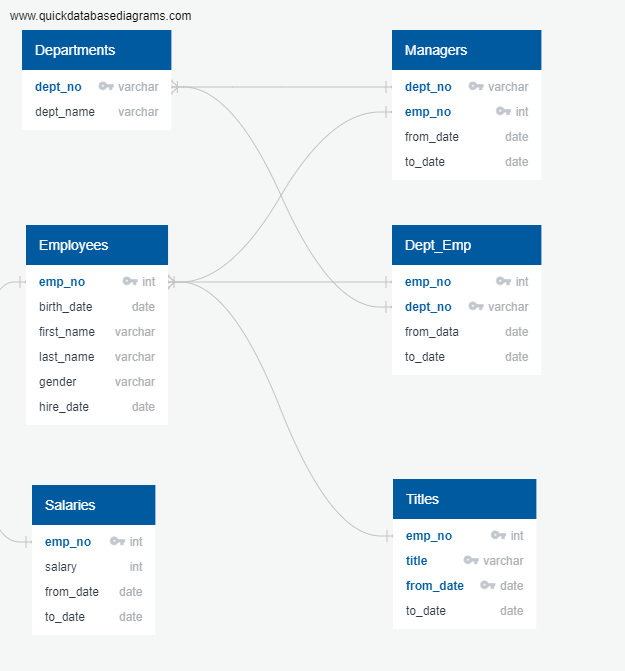 www.quickdatabasediagrams.com
Departments
dept_no varchar
dept_name varchar
Managers
dept_no varchar
emp_no int
from_date date
to_date date
Employees
emp_no int
birth_date date
first_name varchar
last_name varchar
gender varchar
hire_date date
Dept_Emp
emp_no int
dept_no varchar
from_data date
to_date date
Salaries
emp_no int
salary int
from_date date
to_date date
Titles
emp_no int
title varchar
from_date date
to_date date